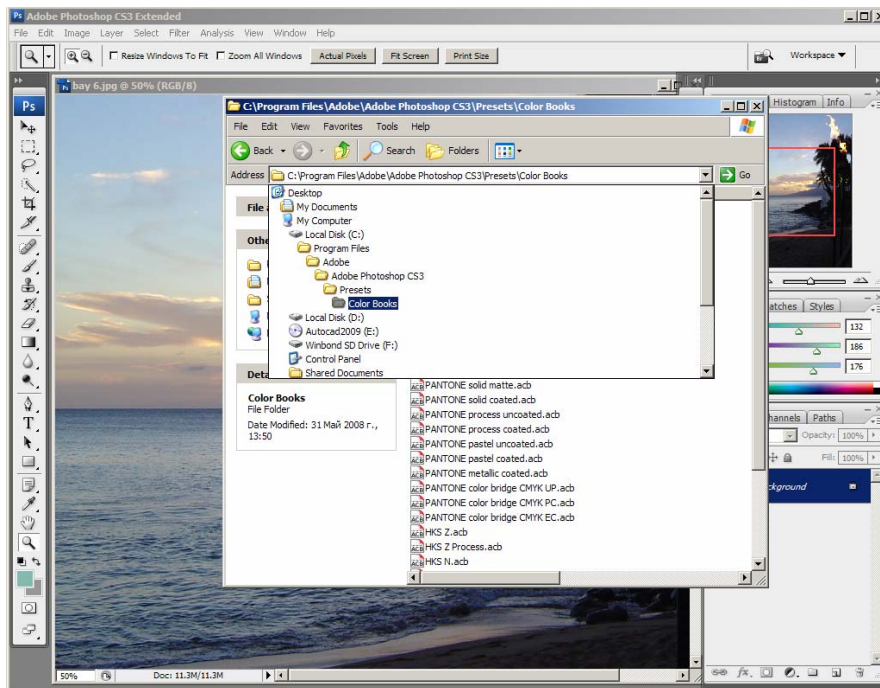 Ps Adobe Photoshop CS3 Extended
File Edit Image Layer Select Filter Analysis View Window Help
Resize Windows To Fit Zoom All Windows Actual Pixels Fit Screen Print Size Workspace
bay 6.jpg @ 50% (RGB/8)
Ps
C:\Program Files\Adobe\Adobe Photoshop CS3\Presets\Color Books
File Edit View Favorites Tools Help
Back Search Folders
Address C:\Program Files\Adobe\Adobe Photoshop CS3\Presets\Color Books Go
Desktop
My Documents
My Computer
Local Disk (C:)
Program Files
Adobe
Adobe Photoshop CS3
Presets
Color Books
Local Disk (D:)
Autocad2009 (E:)
Winbond SD Drive (F:)
Control Panel
Shared Documents
Color Books
File Folder
Date Modified: 31 Май 2008 г.,
13:50
PANTONE solid matte.acb
PANTONE solid coated.acb
PANTONE process uncoated.acb
PANTONE process coated.acb
PANTONE pastel uncoated.acb
PANTONE pastel coated.acb
PANTONE metallic coated.acb
PANTONE color bridge CMYK UP.acb
PANTONE color bridge CMYK PC.acb
PANTONE color bridge CMYK EC.acb
HKS Z.acb
HKS Z Process.acb
HKS N.acb
Histogram Info
Styles
132
186
176
Paths
Opacity: 100%
Fill: 100%
50% Doc: 11.3M/11.3M